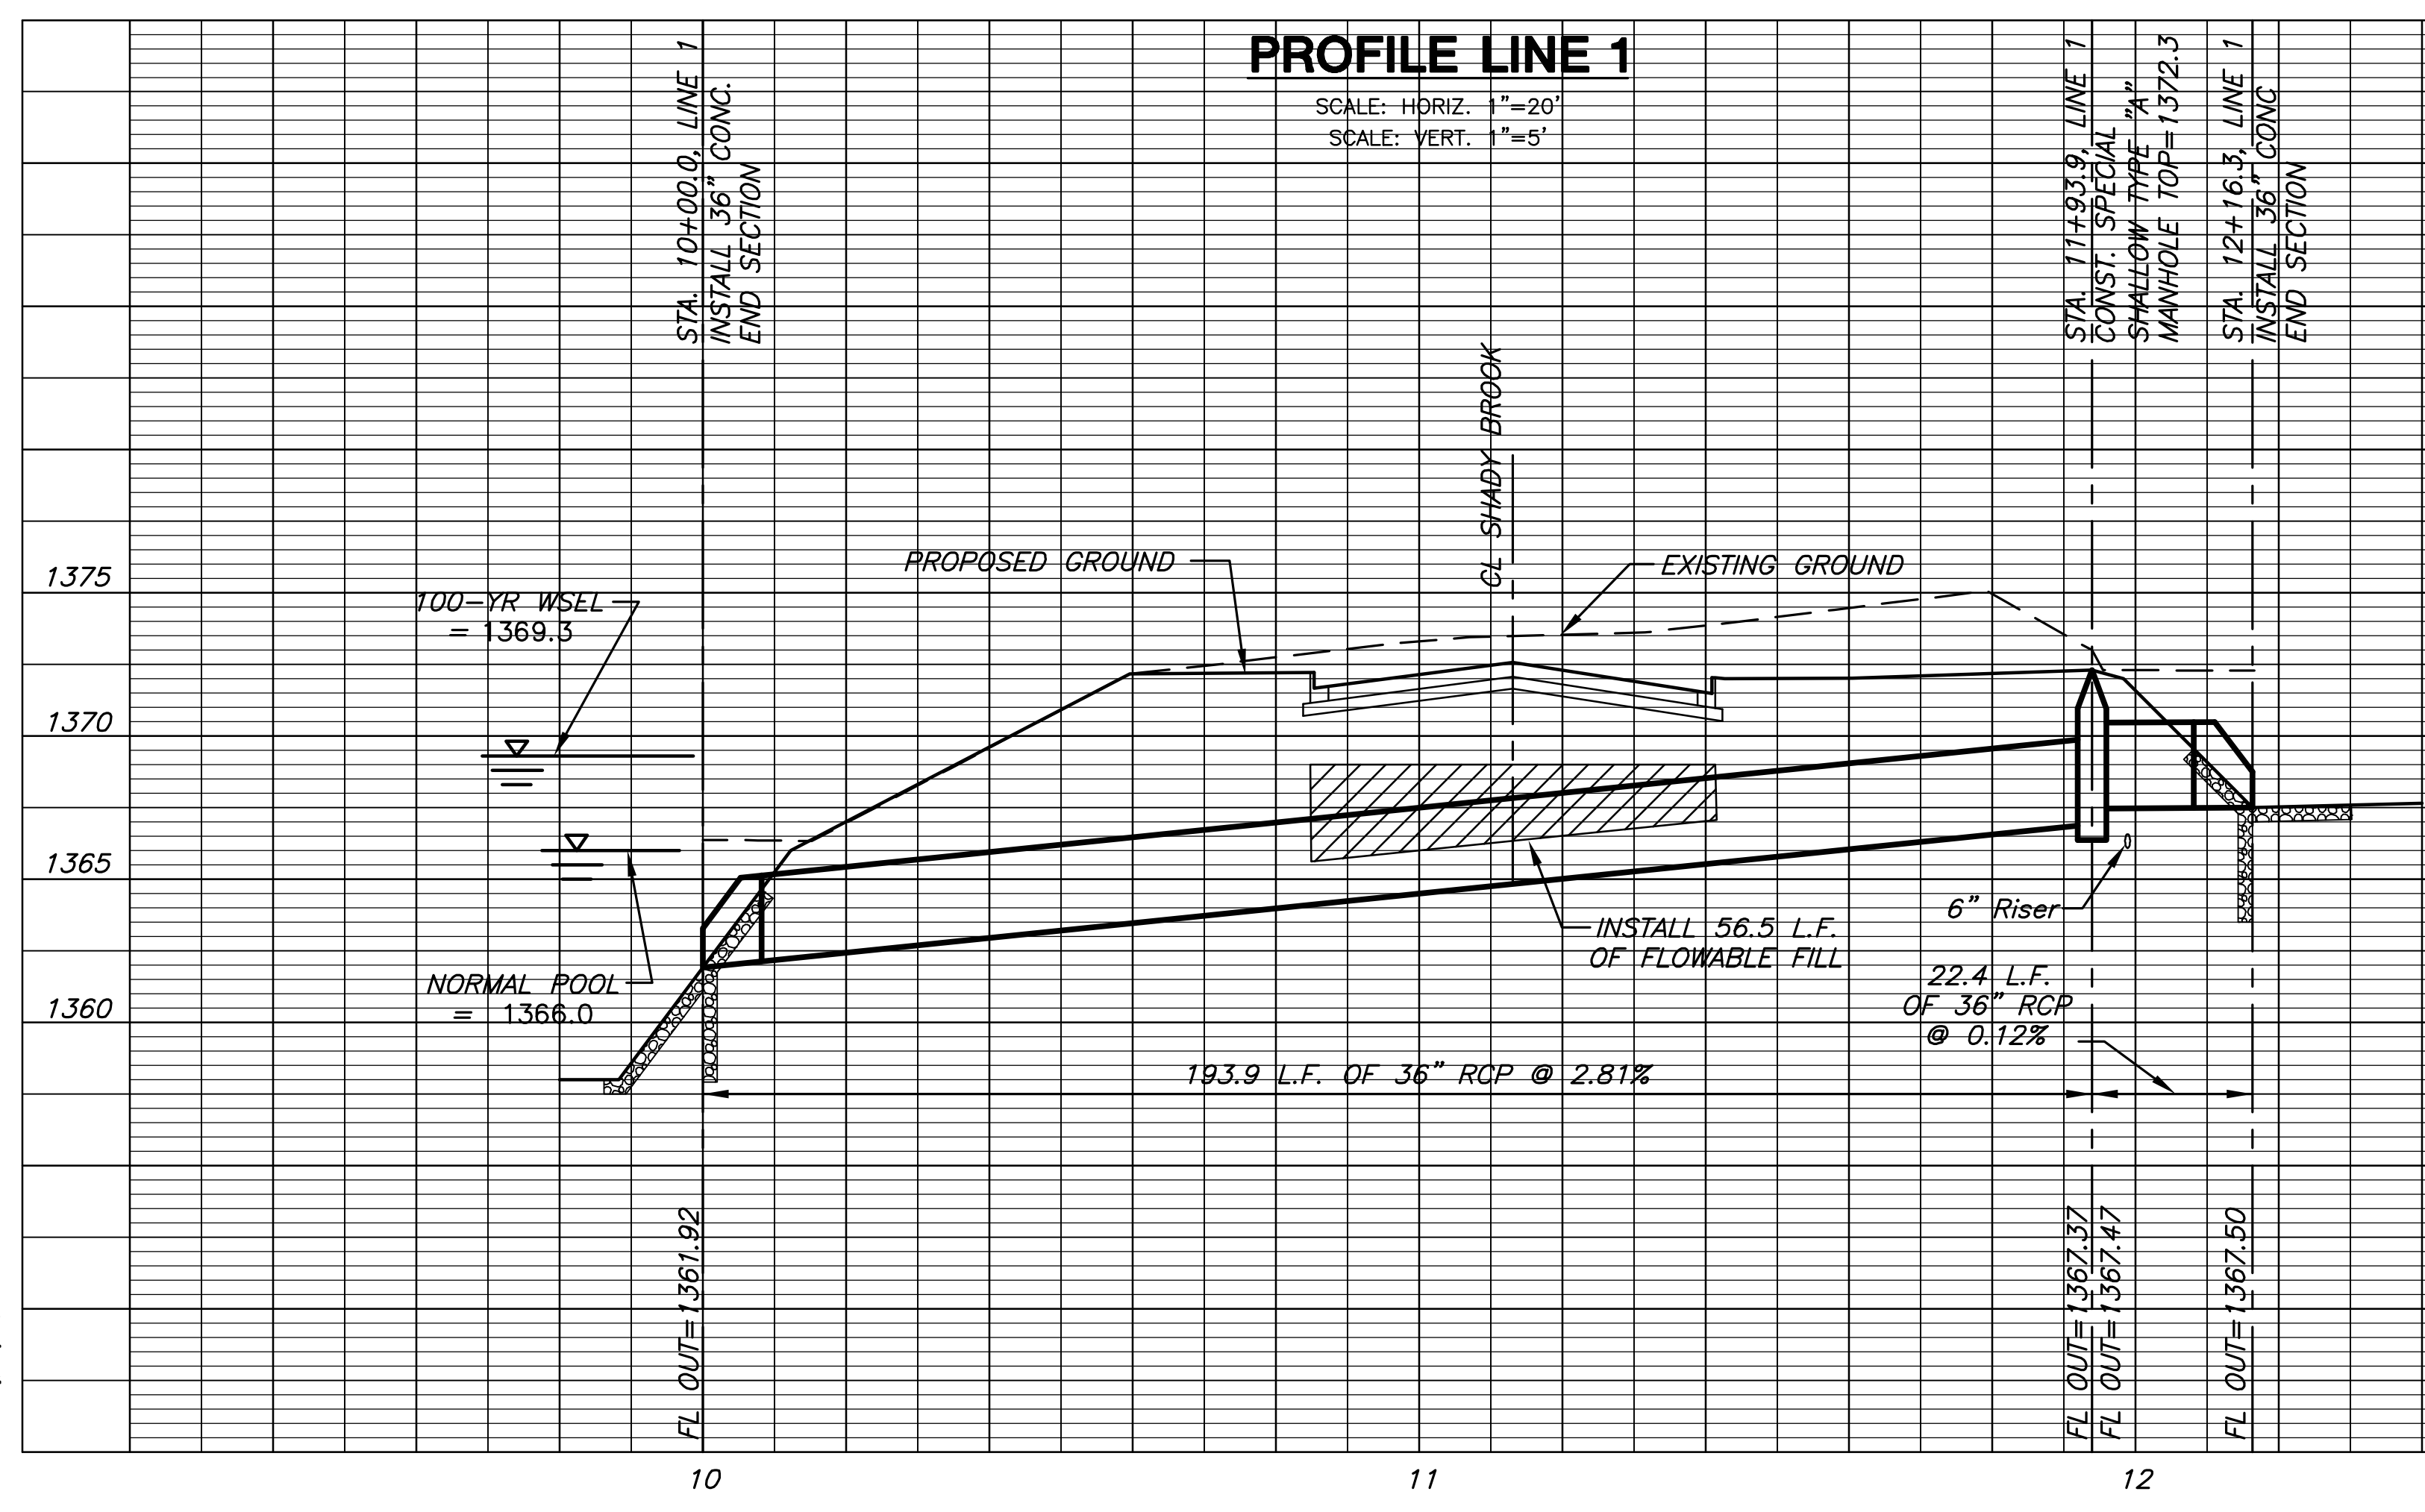 PROFILE LINE 1
SCALE: HORIZ. 1"=20'
SCALE: VERT. 1"=5'
STA. 10+00.0, LINE 1
INSTALL 36" CONC.
END SECTION
STA. 11+93.9, LINE 1
CONST. SPECIAL
SHALLOW TYPE "A"
MANHOLE TOP=1372.3
STA. 12+16.3, LINE 1
INSTALL 36" CONC
END SECTION
CL SHADY BROOK
PROPOSED GROUND
EXISTING GROUND
1375
100-YR WSEL
= 1369.3
1370
1365
6" Riser
INSTALL 56.5 L.F.
OF FLOWABLE FILL
NORMAL POOL
= 1366.0
1360
22.4 L.F.
OF 36" RCP
@ 0.12%
193.9 L.F. OF 36" RCP @ 2.81%
FL OUT=1361.92
FL OUT=1367.37
FL OUT=1367.47
FL OUT=1367.50
10
11
12